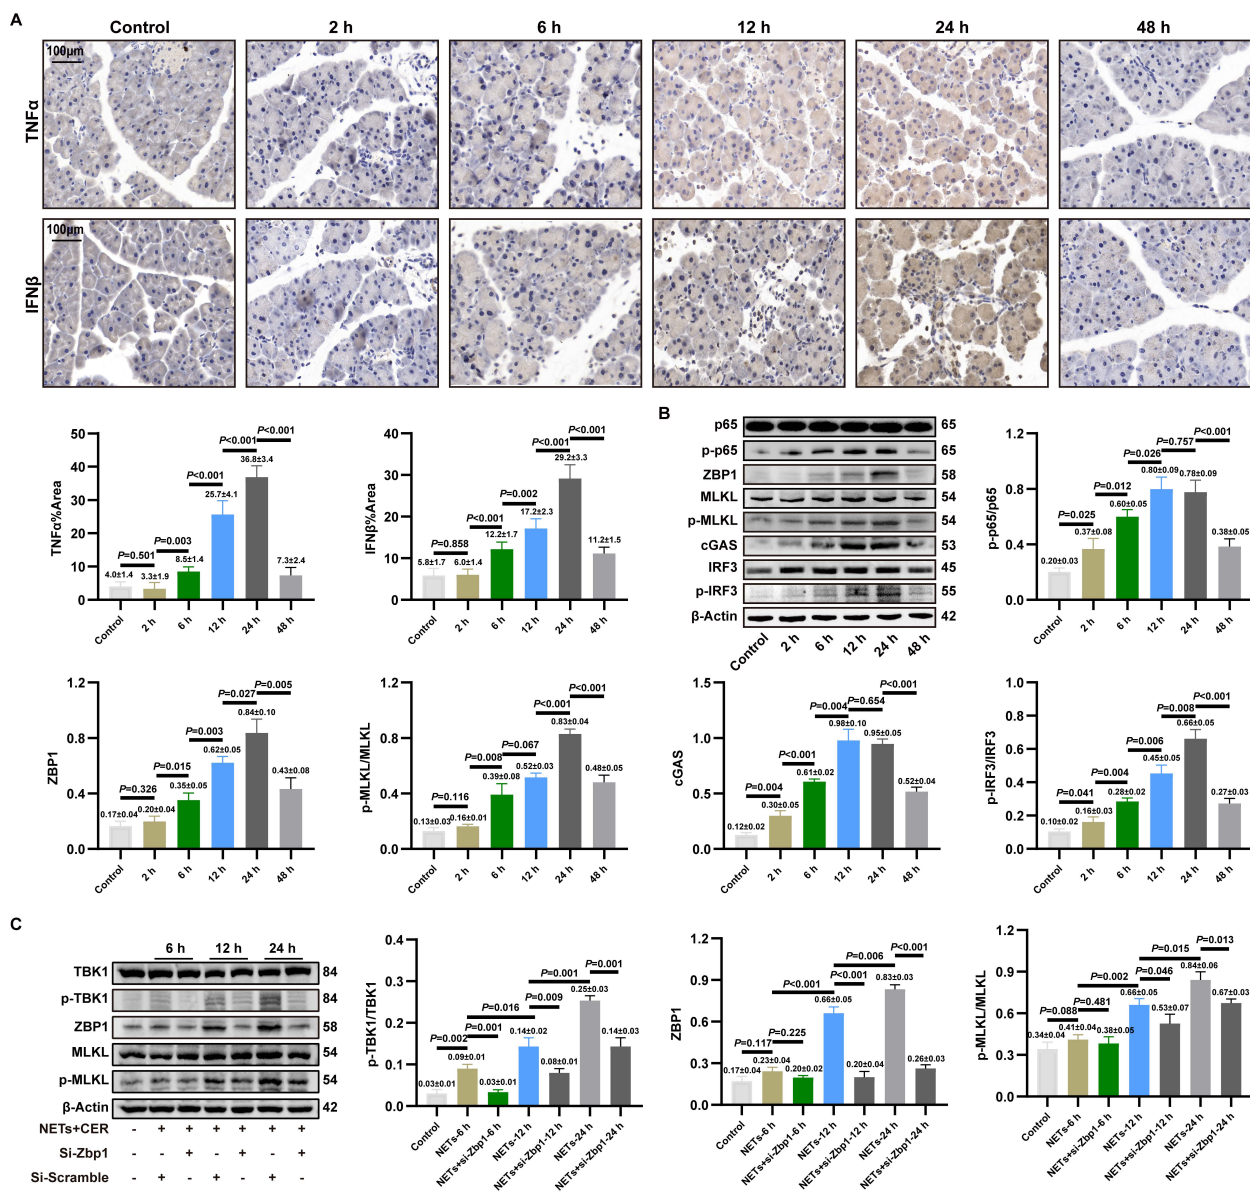 A
Control 2 h 6 h 12 h 24 h 48 h
100μm
TNFα
100μm
IFNβ
TNFα%Area
50
40
30
20
10
0
P=0.501
P=0.003
P<0.001
P<0.001
P<0.001
4.0±1.4
3.3±1.9
8.5±1.4
25.7±4.1
36.8±3.4
7.3±2.4
Control 2 h 6 h 12 h 24 h 48 h
IFNβ%Area
40
30
20
10
0
P=0.858
P<0.001
P=0.002
P<0.001
P<0.001
5.8±1.7
6.0±1.4
12.2±1.7
17.2±2.3
29.2±3.3
11.2±1.5
Control 2 h 6 h 12 h 24 h 48 h
B
p65 65
p-p65 65
ZBP1 58
MLKL 54
p-MLKL 54
cGAS 53
IRF3 45
p-IRF3 55
β-Actin 42
Control 2 h 6 h 12 h 24 h 48 h
p-p65/p65
1.2
0.8
0.4
0.0
P=0.025
P=0.012
P=0.026
P=0.757
P<0.001
0.20±0.03
0.37±0.08
0.60±0.05
0.80±0.09
0.78±0.09
0.38±0.05
Control 2 h 6 h 12 h 24 h 48 h
ZBP1
1.2
0.8
0.4
0.0
P=0.326
P=0.015
P=0.003
P=0.027
P=0.005
0.17±0.04
0.20±0.04
0.35±0.05
0.62±0.05
0.84±0.10
0.43±0.08
Control 2 h 6 h 12 h 24 h 48 h
p-MLKL/MLKL
1.2
0.9
0.6
0.3
0.0
P=0.116
P=0.008
P=0.067
P<0.001
P<0.001
0.13±0.03
0.16±0.01
0.39±0.08
0.52±0.03
0.83±0.04
0.48±0.05
Control 2 h 6 h 12 h 24 h 48 h
cGAS
1.5
1.0
0.5
0.0
P=0.004
P<0.001
P=0.004
P=0.654
P<0.001
0.12±0.02
0.30±0.05
0.61±0.02
0.98±0.10
0.95±0.05
0.52±0.04
Control 2 h 6 h 12 h 24 h 48 h
p-IRF3/IRF3
1.0
0.8
0.6
0.4
0.2
0.0
P=0.041
P=0.004
P=0.006
P=0.008
P<0.001
0.10±0.02
0.16±0.03
0.28±0.02
0.45±0.05
0.66±0.05
0.27±0.03
Control 2 h 6 h 12 h 24 h 48 h
C
6 h 12 h 24 h
TBK1 84
p-TBK1 84
ZBP1 58
MLKL 54
p-MLKL 54
β-Actin 42
NETs+CER - + + + + + +
Si-Zbp1 - - + - + - +
Si-Scramble - + - + - + -
p-TBK1/TBK1
0.4
0.3
0.2
0.1
0.0
P=0.002
P=0.001
P=0.016
P=0.009
P=0.001
P=0.001
0.03±0.01
0.09±0.01
0.03±0.01
0.14±0.02
0.08±0.01
0.25±0.03
0.14±0.03
Control NETs-6 h NETs+si-Zbp1-6 h NETs-12 h NETs+si-Zbp1-12 h NETs-24 h NETs+si-Zbp1-24 h
ZBP1
1.2
0.9
0.6
0.3
0.0
P=0.117
P=0.225
P<0.001
P<0.001
P=0.006
P<0.001
0.17±0.04
0.23±0.04
0.20±0.02
0.66±0.05
0.20±0.04
0.83±0.03
0.26±0.03
Control NETs-6 h NETs+si-Zbp1-6 h NETs-12 h NETs+si-Zbp1-12 h NETs-24 h NETs+si-Zbp1-24 h
p-MLKL/MLKL
1.2
0.8
0.4
0.0
P=0.088
P=0.481
P=0.002
P=0.046
P=0.015
P=0.013
0.34±0.04
0.41±0.04
0.38±0.05
0.66±0.05
0.53±0.07
0.84±0.06
0.67±0.03
Control NETs-6 h NETs+si-Zbp1-6 h NETs-12 h NETs+si-Zbp1-12 h NETs-24 h NETs+si-Zbp1-24 h